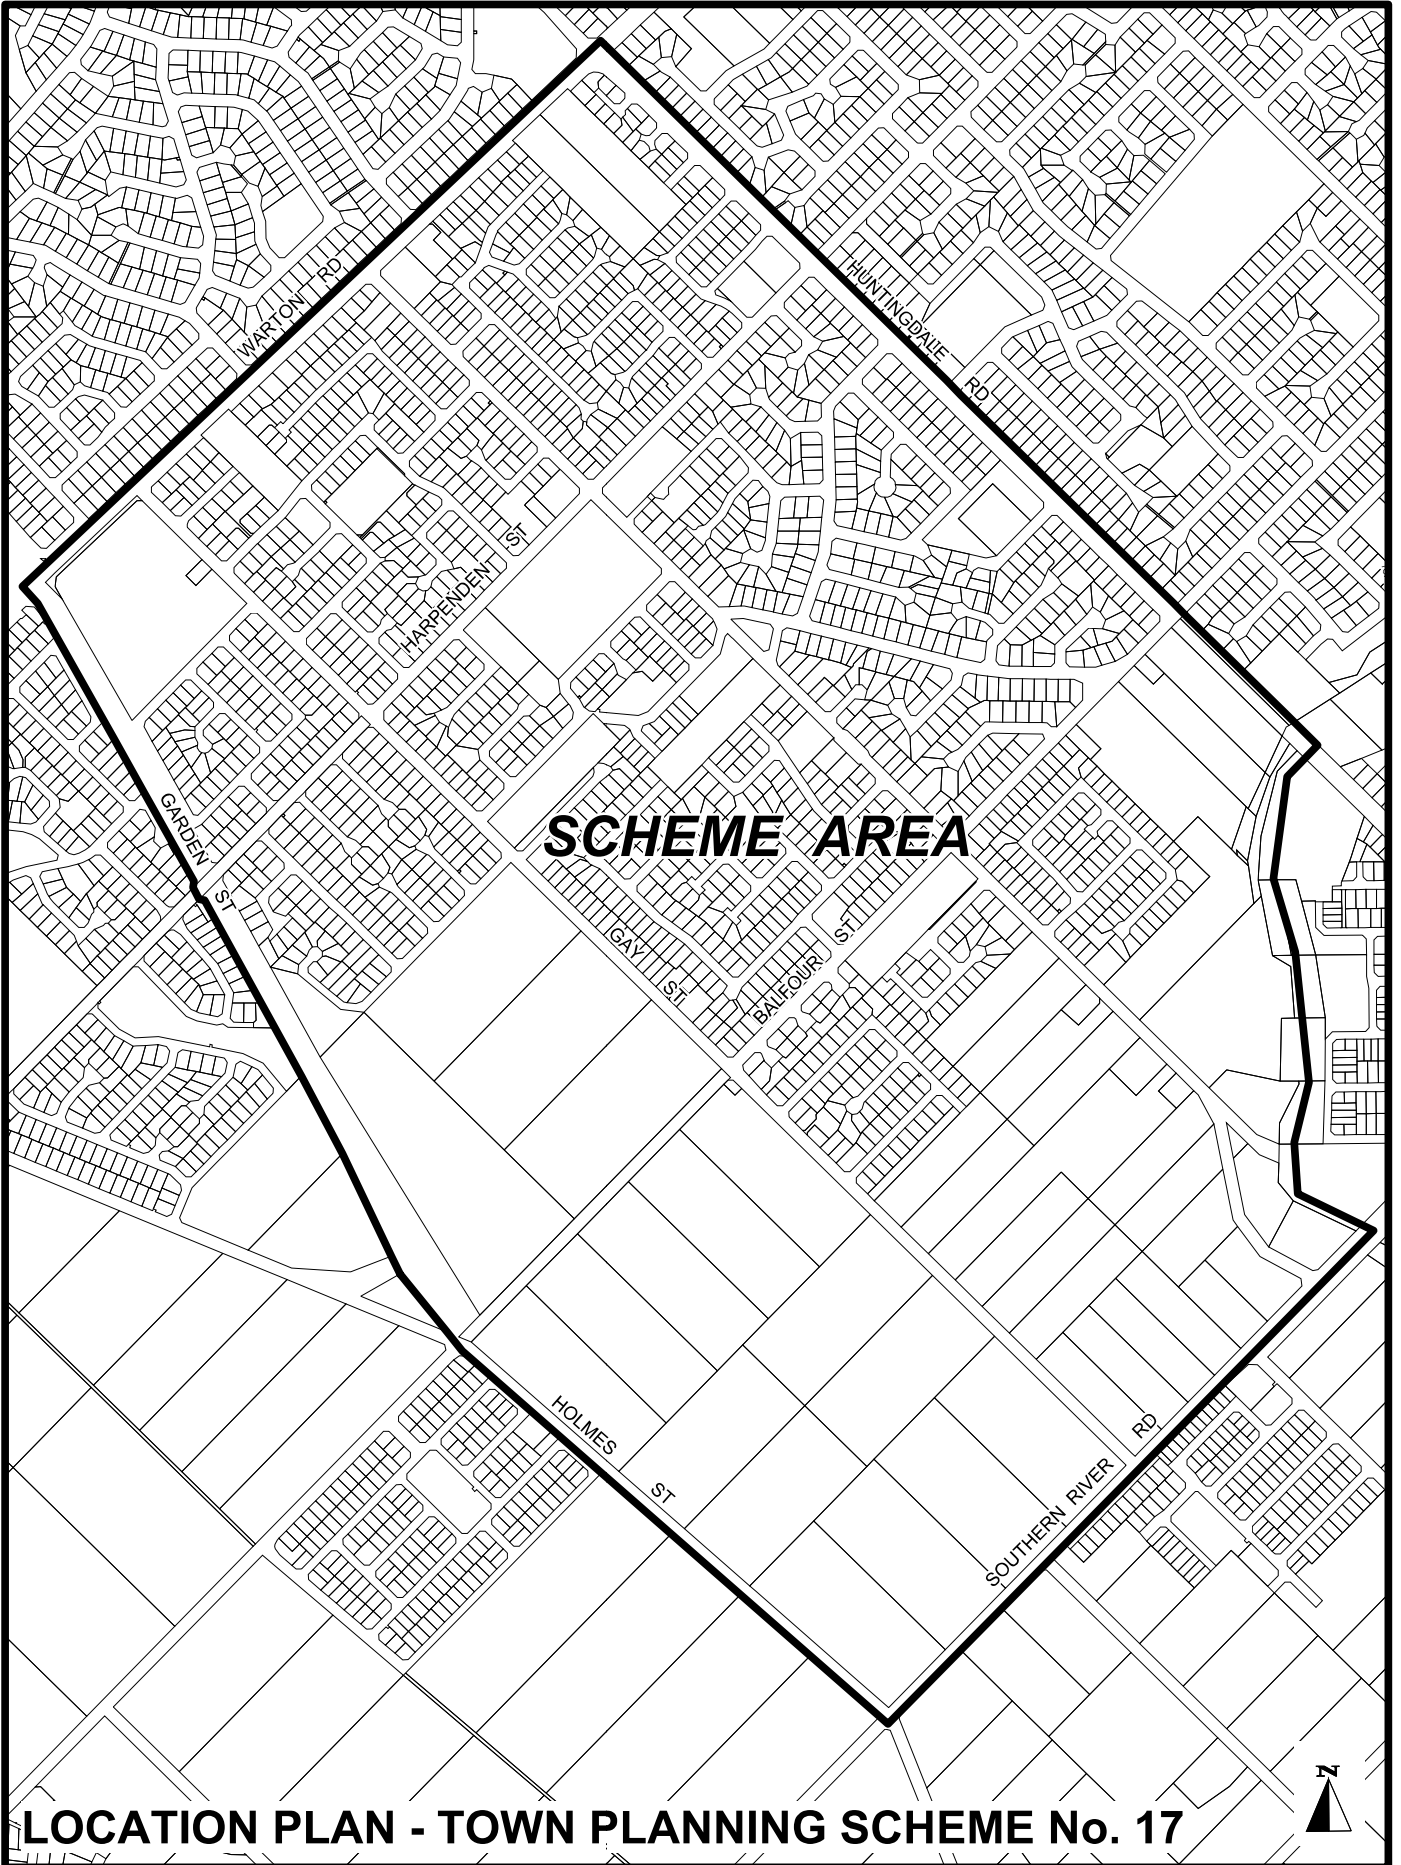 WARTON RD
HUNTINGDALE RD
HARPENDEN ST
GARDEN ST
SCHEME AREA
GAY ST
BALFOUR ST
HOLMES ST
SOUTHERN RIVER RD
N
LOCATION PLAN - TOWN PLANNING SCHEME No. 17